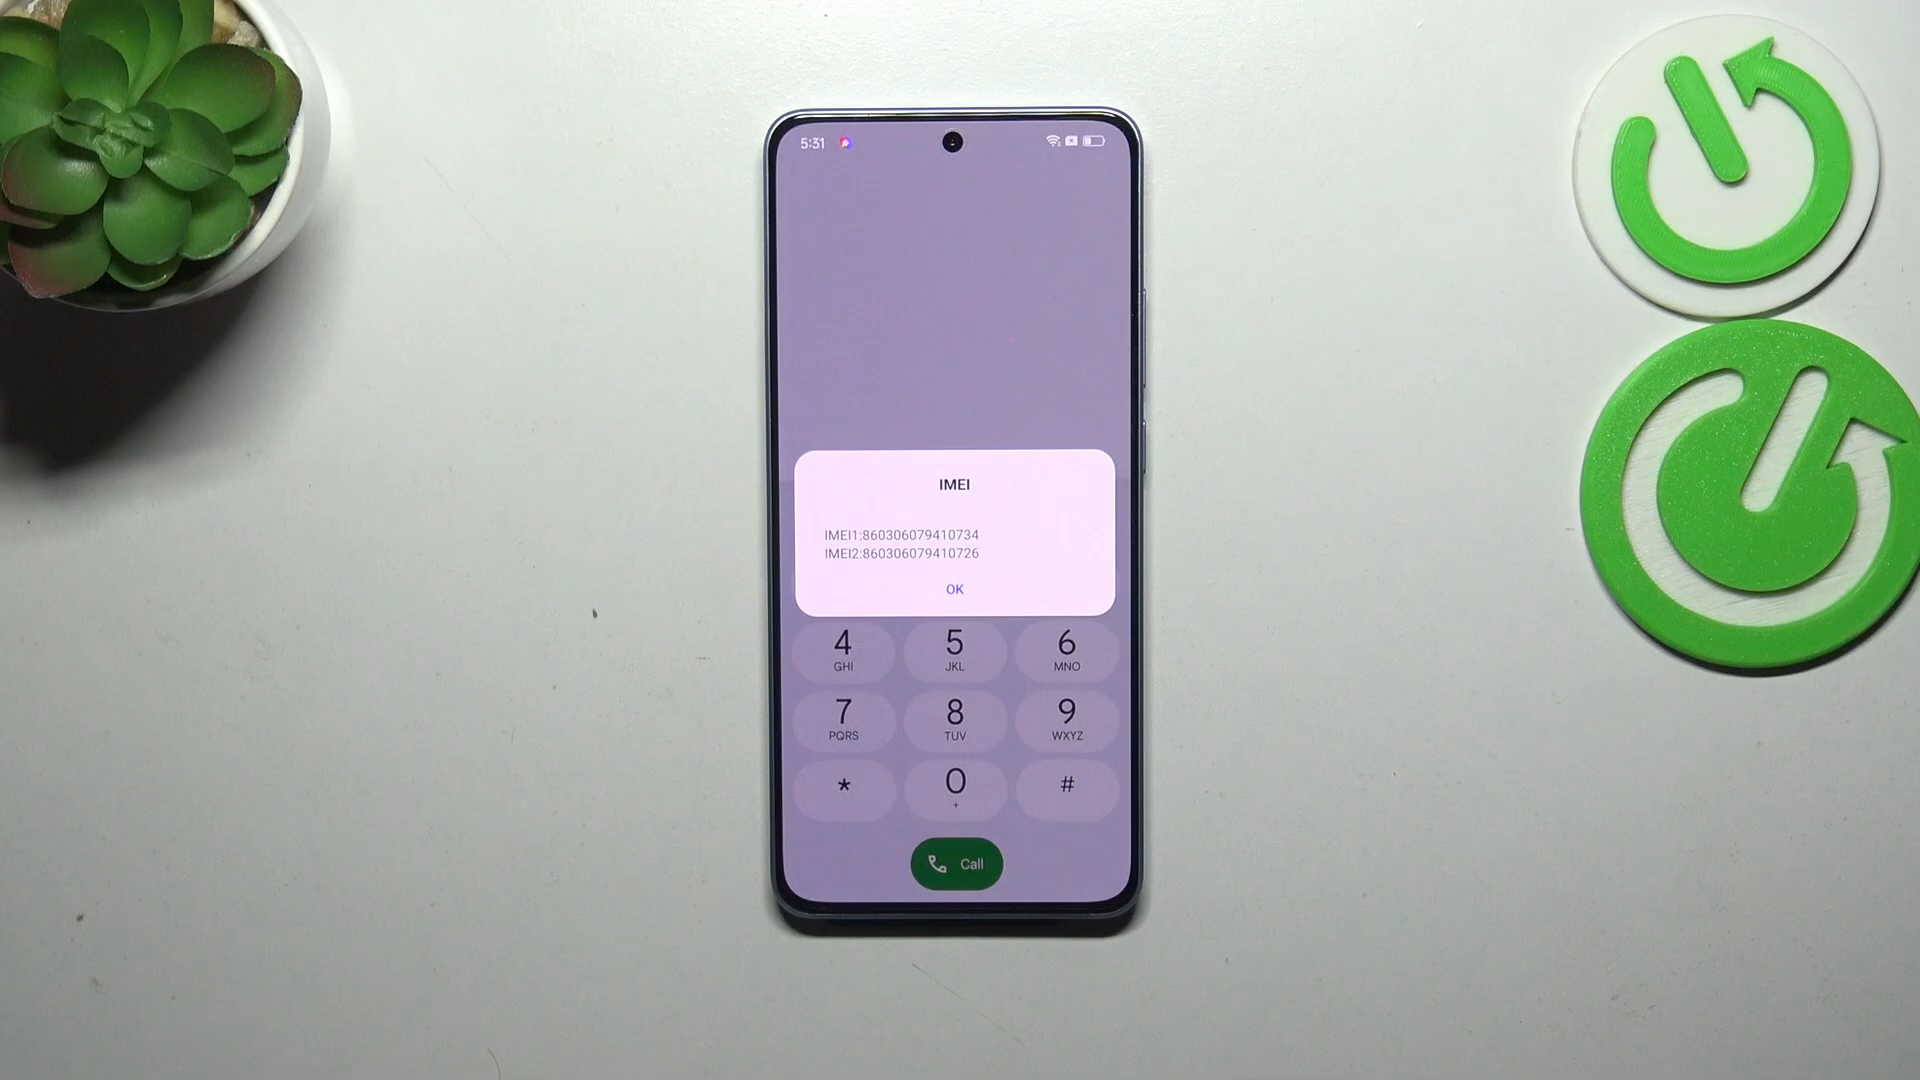 5:31
IMEI
IMEI1:860306079410734
IMEI2:860306079410726
OK
4 5 6
GHI JKL MNO
7 8 9
PQRS TUV WXYZ
* 0 #
+
Call